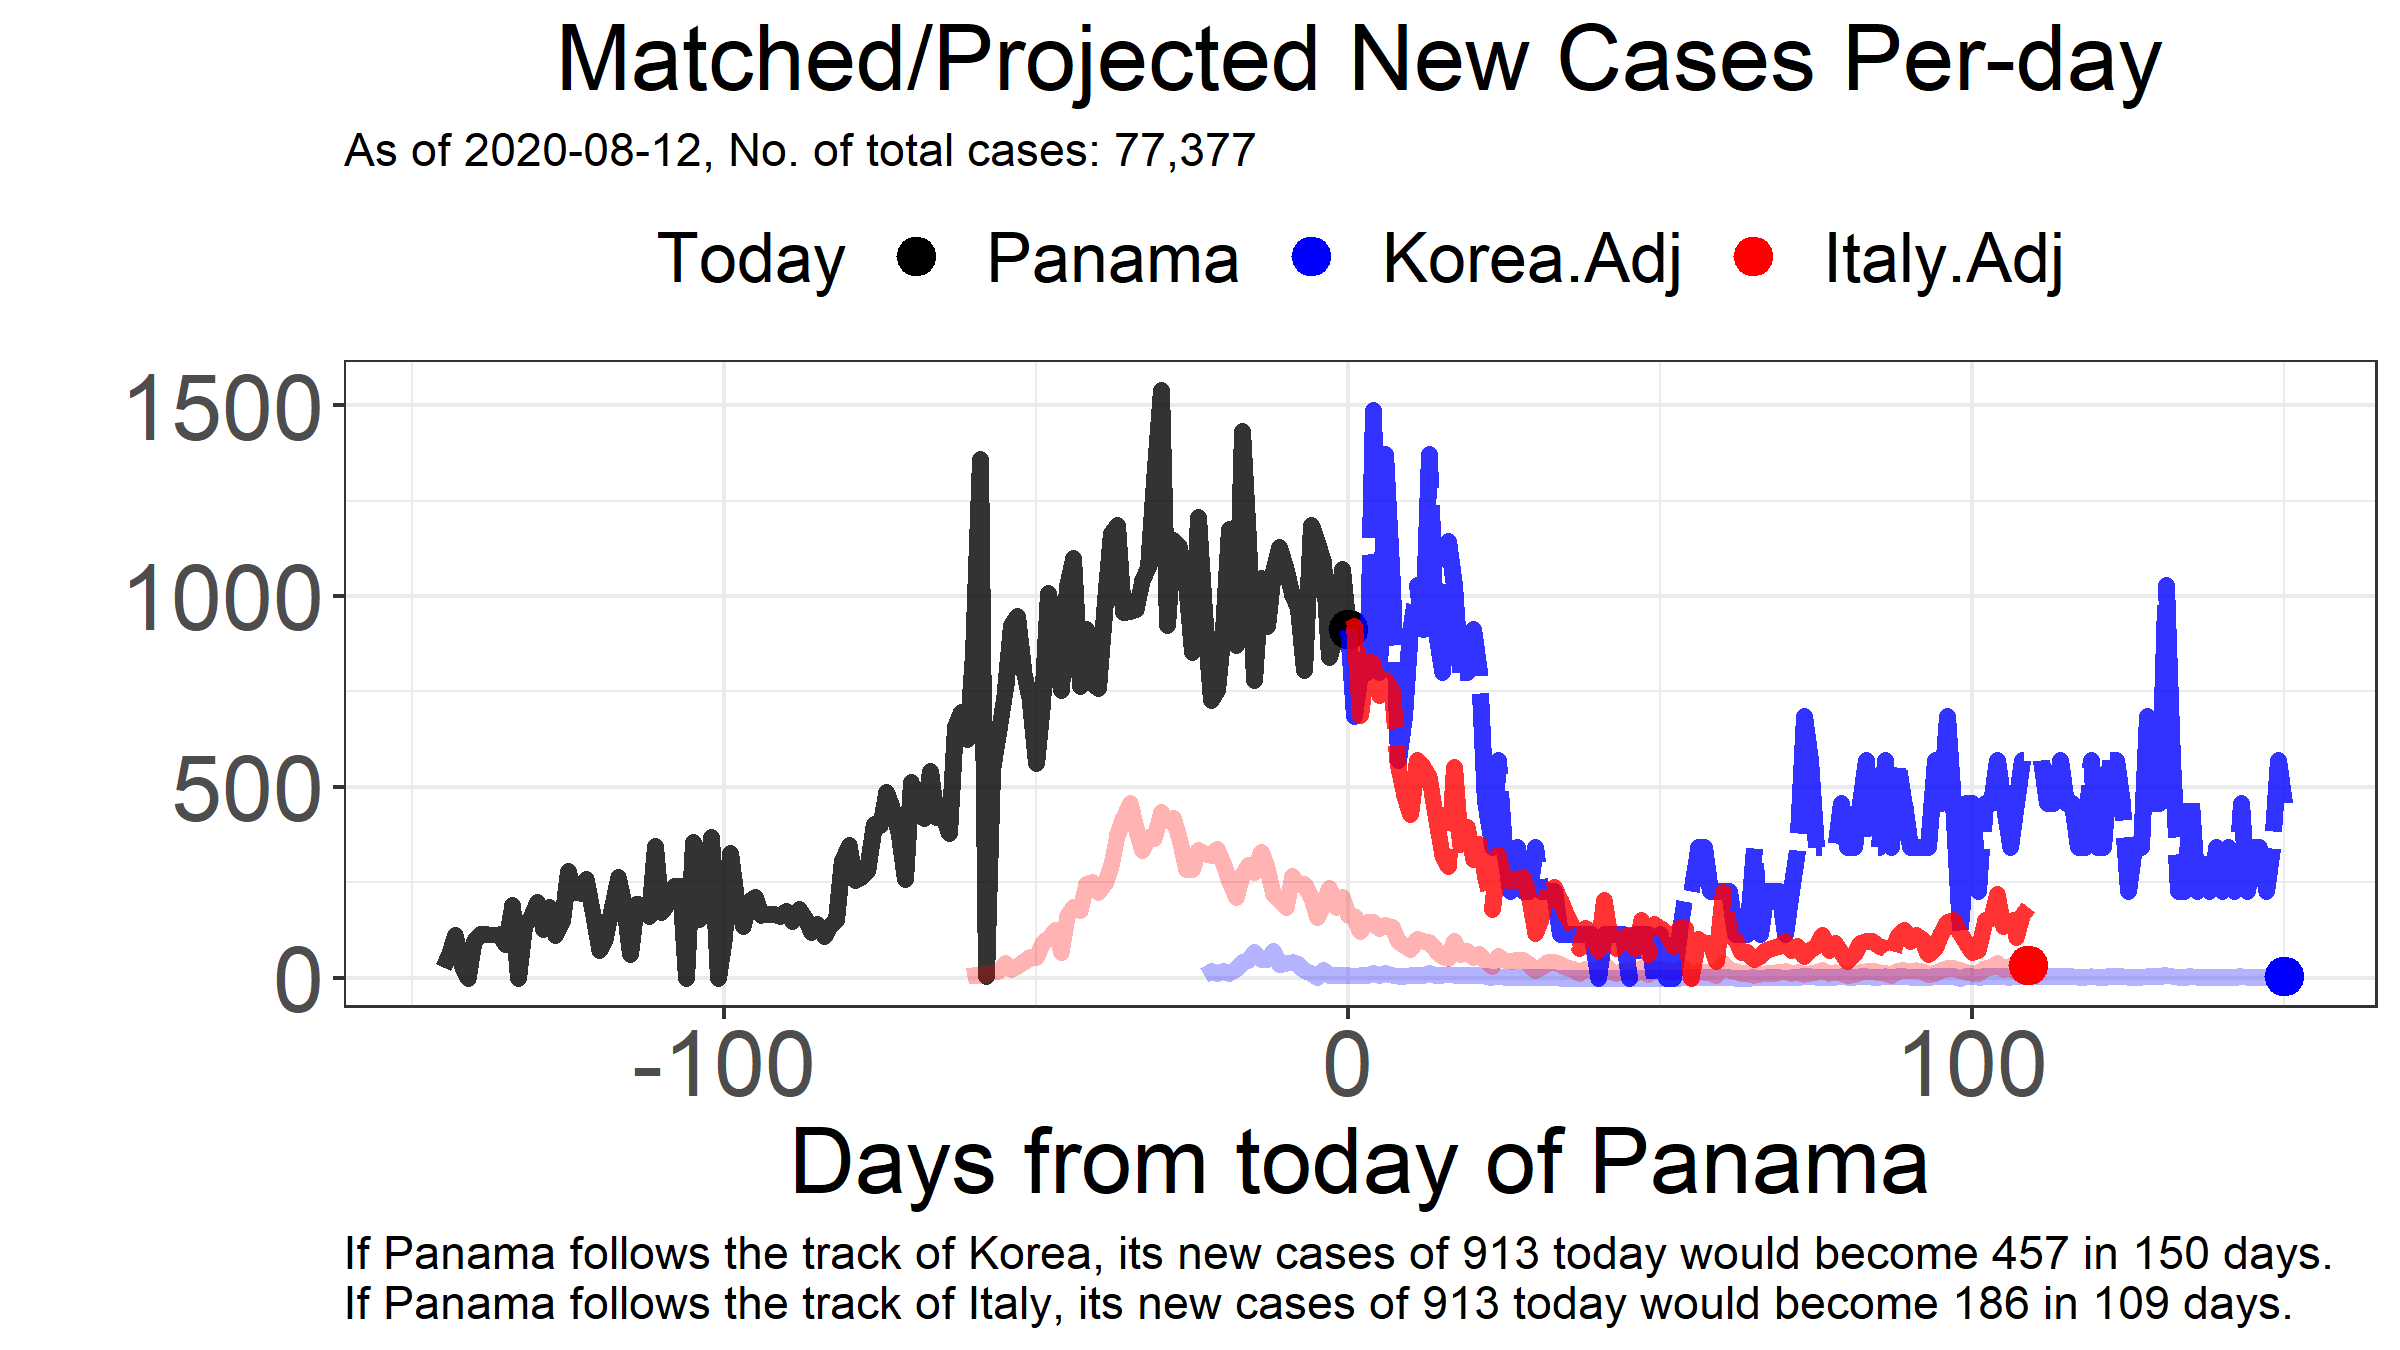 Matched/Projected New Cases Per-day
As of 2020-08-12, No. of total cases: 77,377
Today Panama Korea.Adj Italy.Adj
1500
1000
500
0
-100 0 100
Days from today of Panama
If Panama follows the track of Korea, its new cases of 913 today would become 457 in 150 days.
If Panama follows the track of Italy, its new cases of 913 today would become 186 in 109 days.